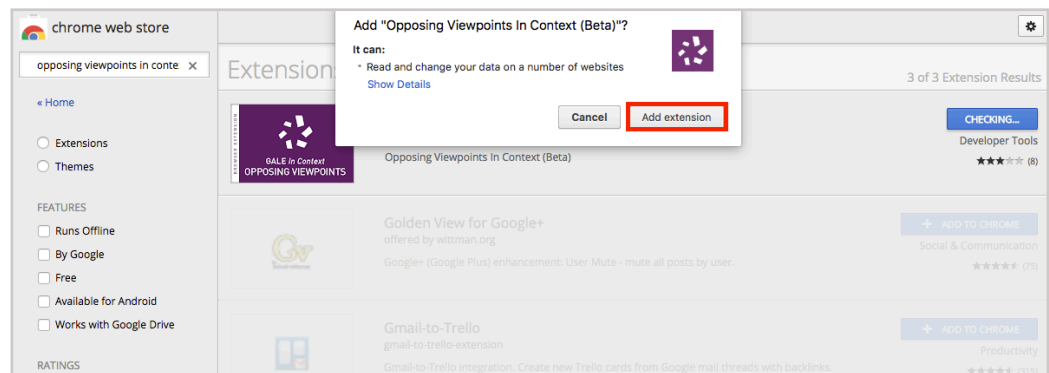 chrome web store
opposing viewpoints in conte
« Home
Extensions
Themes
FEATURES
Runs Offline
By Google
Free
Available for Android
Works with Google Drive
RATINGS
Add "Opposing Viewpoints In Context (Beta)"?
It can:
• Read and change your data on a number of websites
Show Details
Cancel
Add extension
Extension
3 of 3 Extension Results
BROWSER EXTENSION
GALE In Context
OPPOSING VIEWPOINTS
Opposing Viewpoints In Context (Beta)
CHECKING...
Developer Tools
(8)
Gv
Golden View for Google+
offered by wittman.org
Google+ (Google Plus) enhancement: User Mute - mute all posts by user.
+ ADD TO CHROME
Social & Communication
(75)
Gmail-to-Trello
gmail-to-trello-extension
Gmail-to-Trello integration. Create new Trello cards from Google mail threads with backlinks.
+ ADD TO CHROME
Productivity
(315)